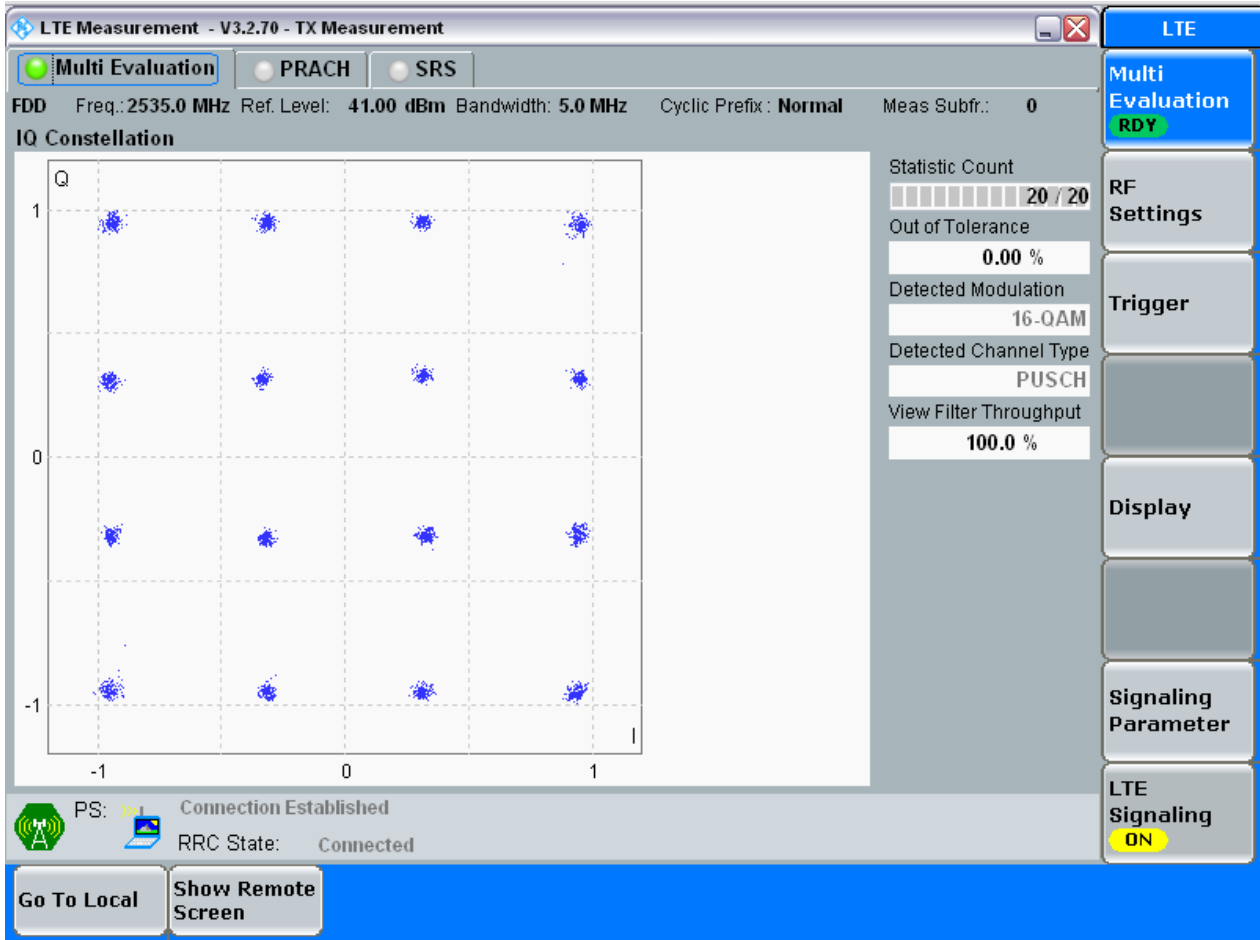 LTE Measurement - V3.2.70 - TX Measurement
LTE
Multi Evaluation PRACH SRS
Multi
Evaluation
RDY
FDD Freq.: 2535.0 MHz Ref. Level: 41.00 dBm Bandwidth: 5.0 MHz Cyclic Prefix : Normal Meas Subfr.: 0
IQ Constellation
Q
1
0
-1
I
-1 0 1
Statistic Count
20 / 20
Out of Tolerance
0.00 %
Detected Modulation
16-QAM
Detected Channel Type
PUSCH
View Filter Throughput
100.0 %
RF
Settings
Trigger
Display
Signaling
Parameter
LTE
Signaling
ON
PS: Connection Established
RRC State: Connected
Go To Local
Show Remote
Screen